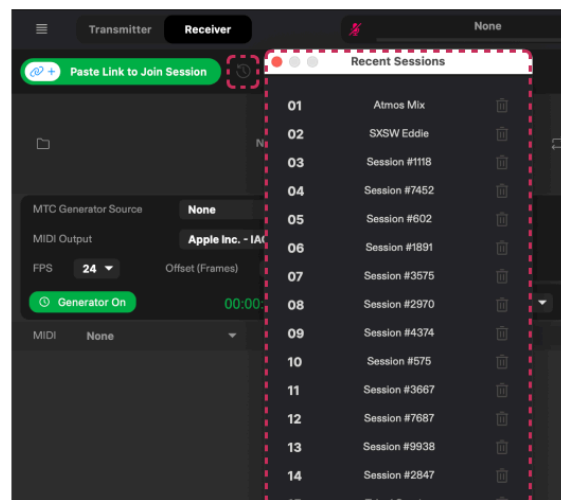 Transmitter
Receiver
None
Paste Link to Join Session
Recent Sessions
01 Atmos Mix
02 SXSW Eddie
03 Session #1118
04 Session #7452
05 Session #602
06 Session #1891
07 Session #3575
08 Session #2970
09 Session #4374
10 Session #575
11 Session #3667
12 Session #7687
13 Session #9938
14 Session #2847
MTC Generator Source None
MIDI Output Apple Inc. - IAC
FPS 24 Offset (Frames)
Generator On 00:00:
MIDI None